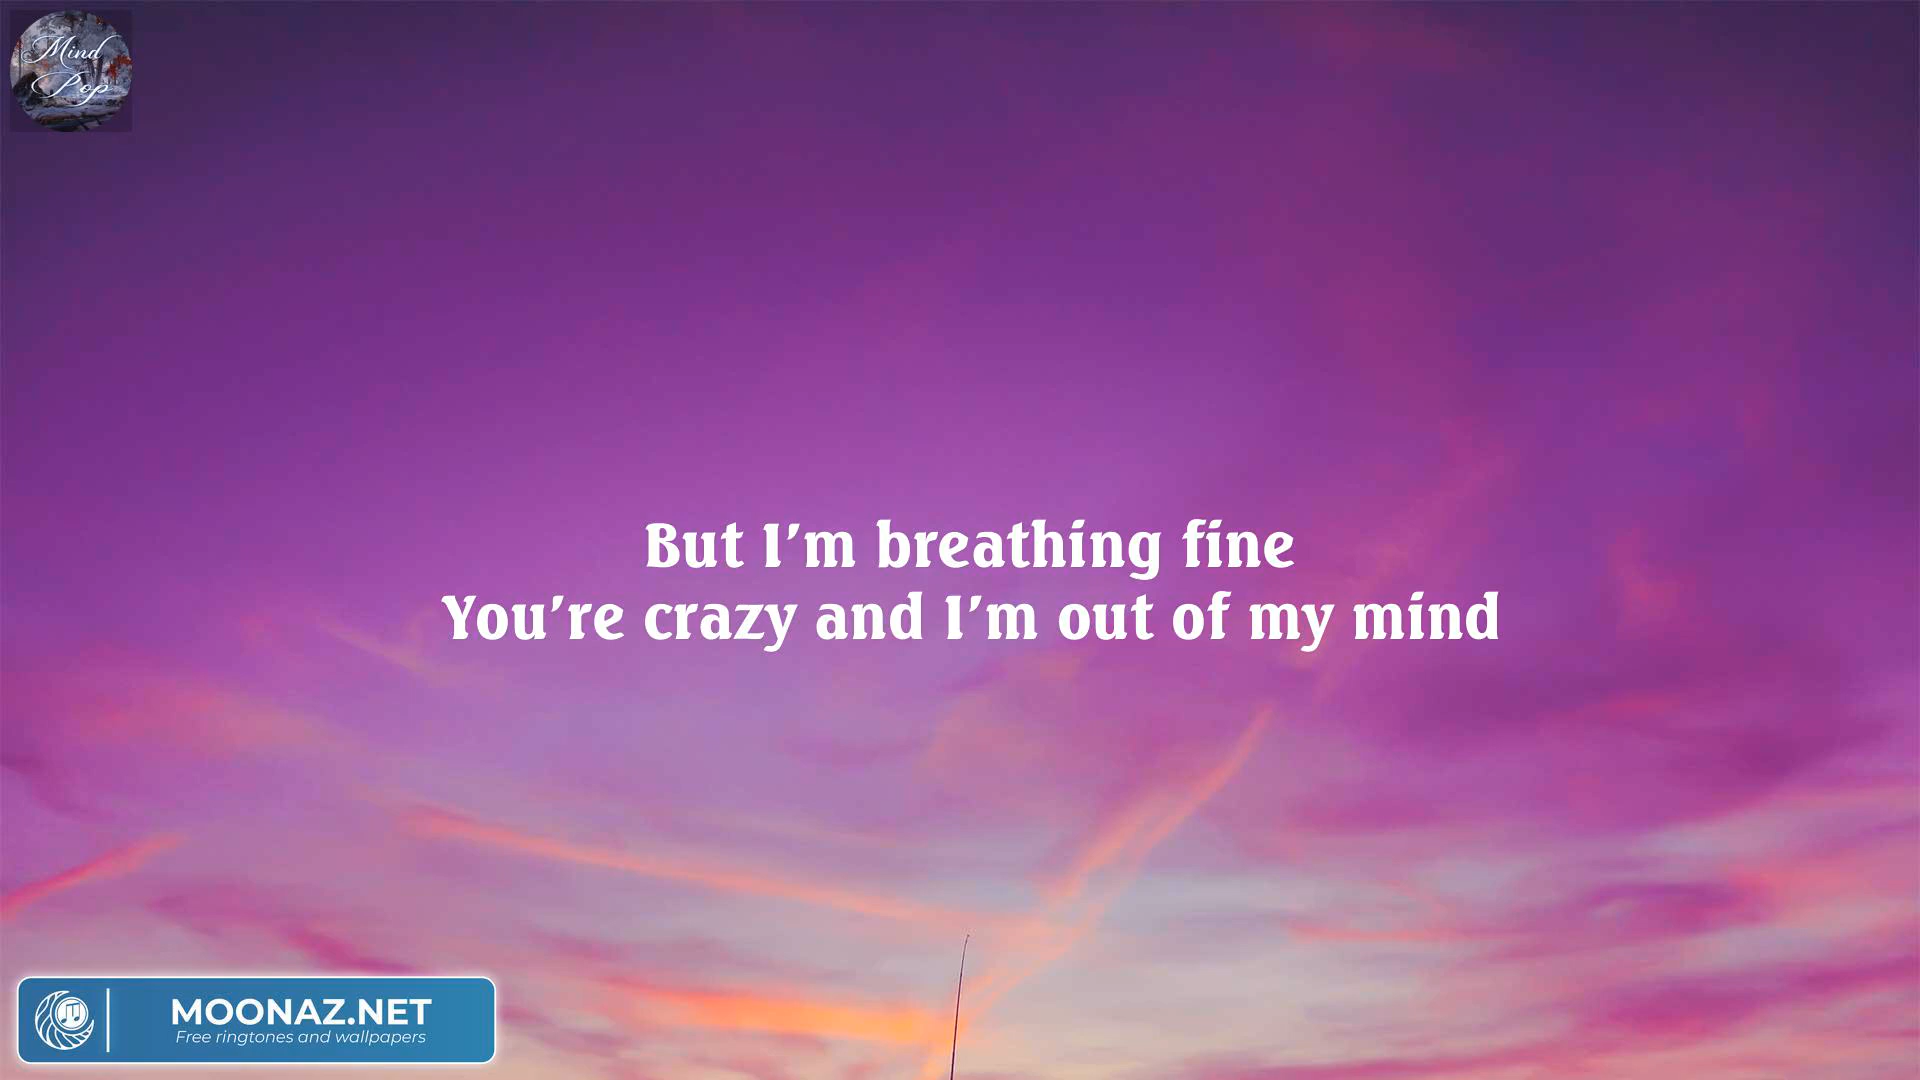 Mind
Pop
But I'm breathing fine
You're crazy and I'm out of my mind
MOONAZ.NET
Free ringtones and wallpapers